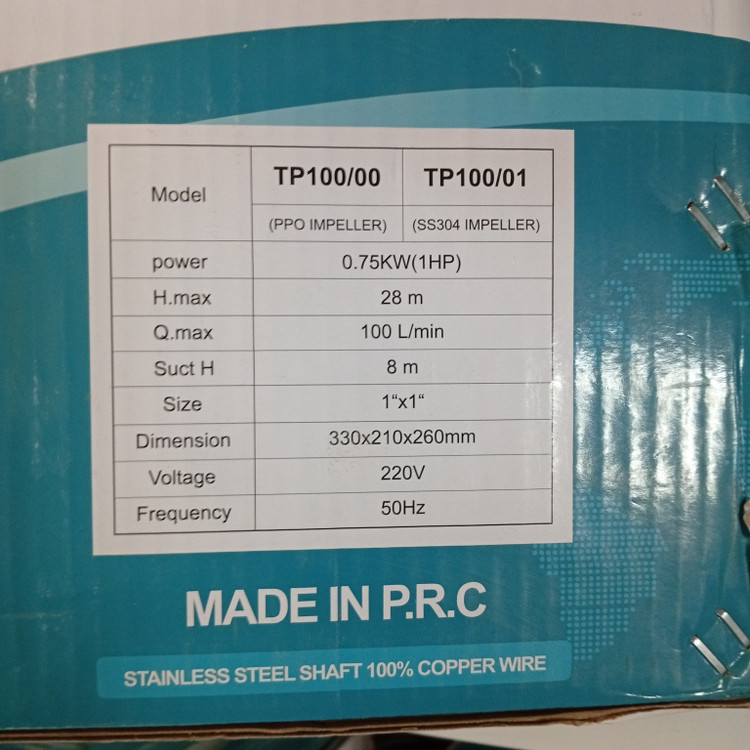 Model TP100/00 TP100/01
(PPO IMPELLER) (SS304 IMPELLER)
power 0.75KW(1HP)
H.max 28 m
Q.max 100 L/min
Suct H 8 m
Size 1“x1“
Dimension 330x210x260mm
Voltage 220V
Frequency 50Hz
MADE IN P.R.C
STAINLESS STEEL SHAFT 100% COPPER WIRE